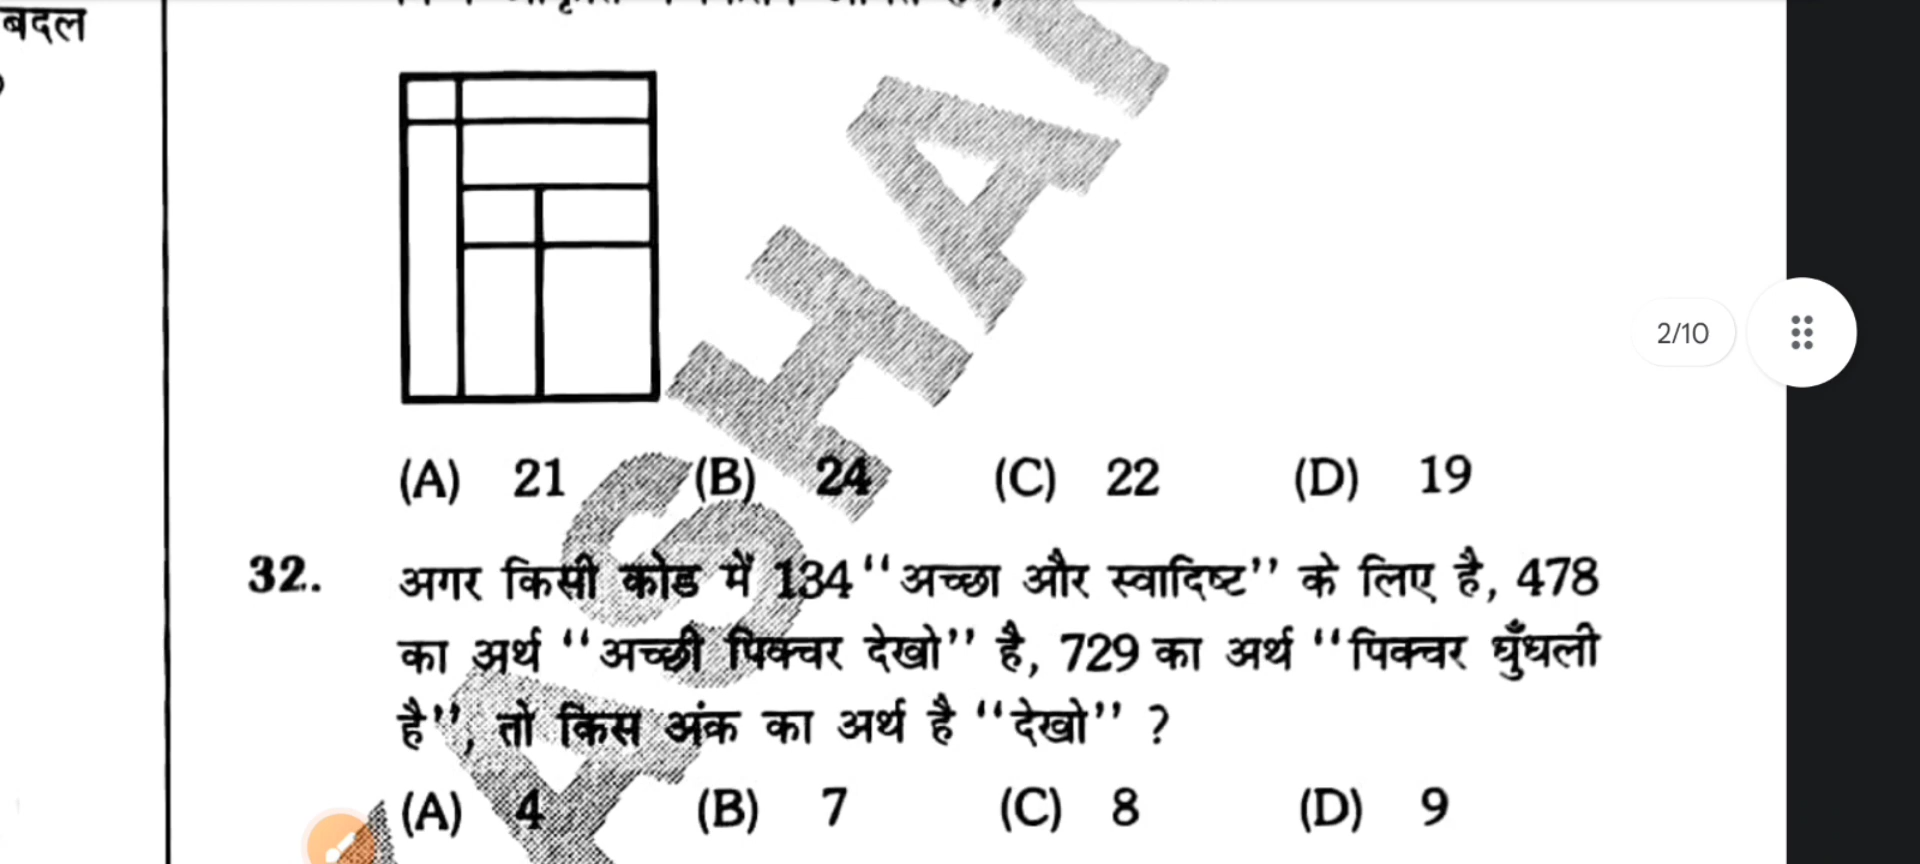 बदल
(A) 21 (B) 24 (C) 22 (D) 19
32. अगर किसी कोड में 134 ‘‘अच्छा और स्वादिष्ट’’ के लिए है, 478
का अर्थ ‘‘अच्छी पिक्चर देखो’’ है, 729 का अर्थ ‘‘पिक्चर घुँधली
है’’, तो किस अंक का अर्थ है ‘‘देखो’’ ?
(A) 4 (B) 7 (C) 8 (D) 9
2/10